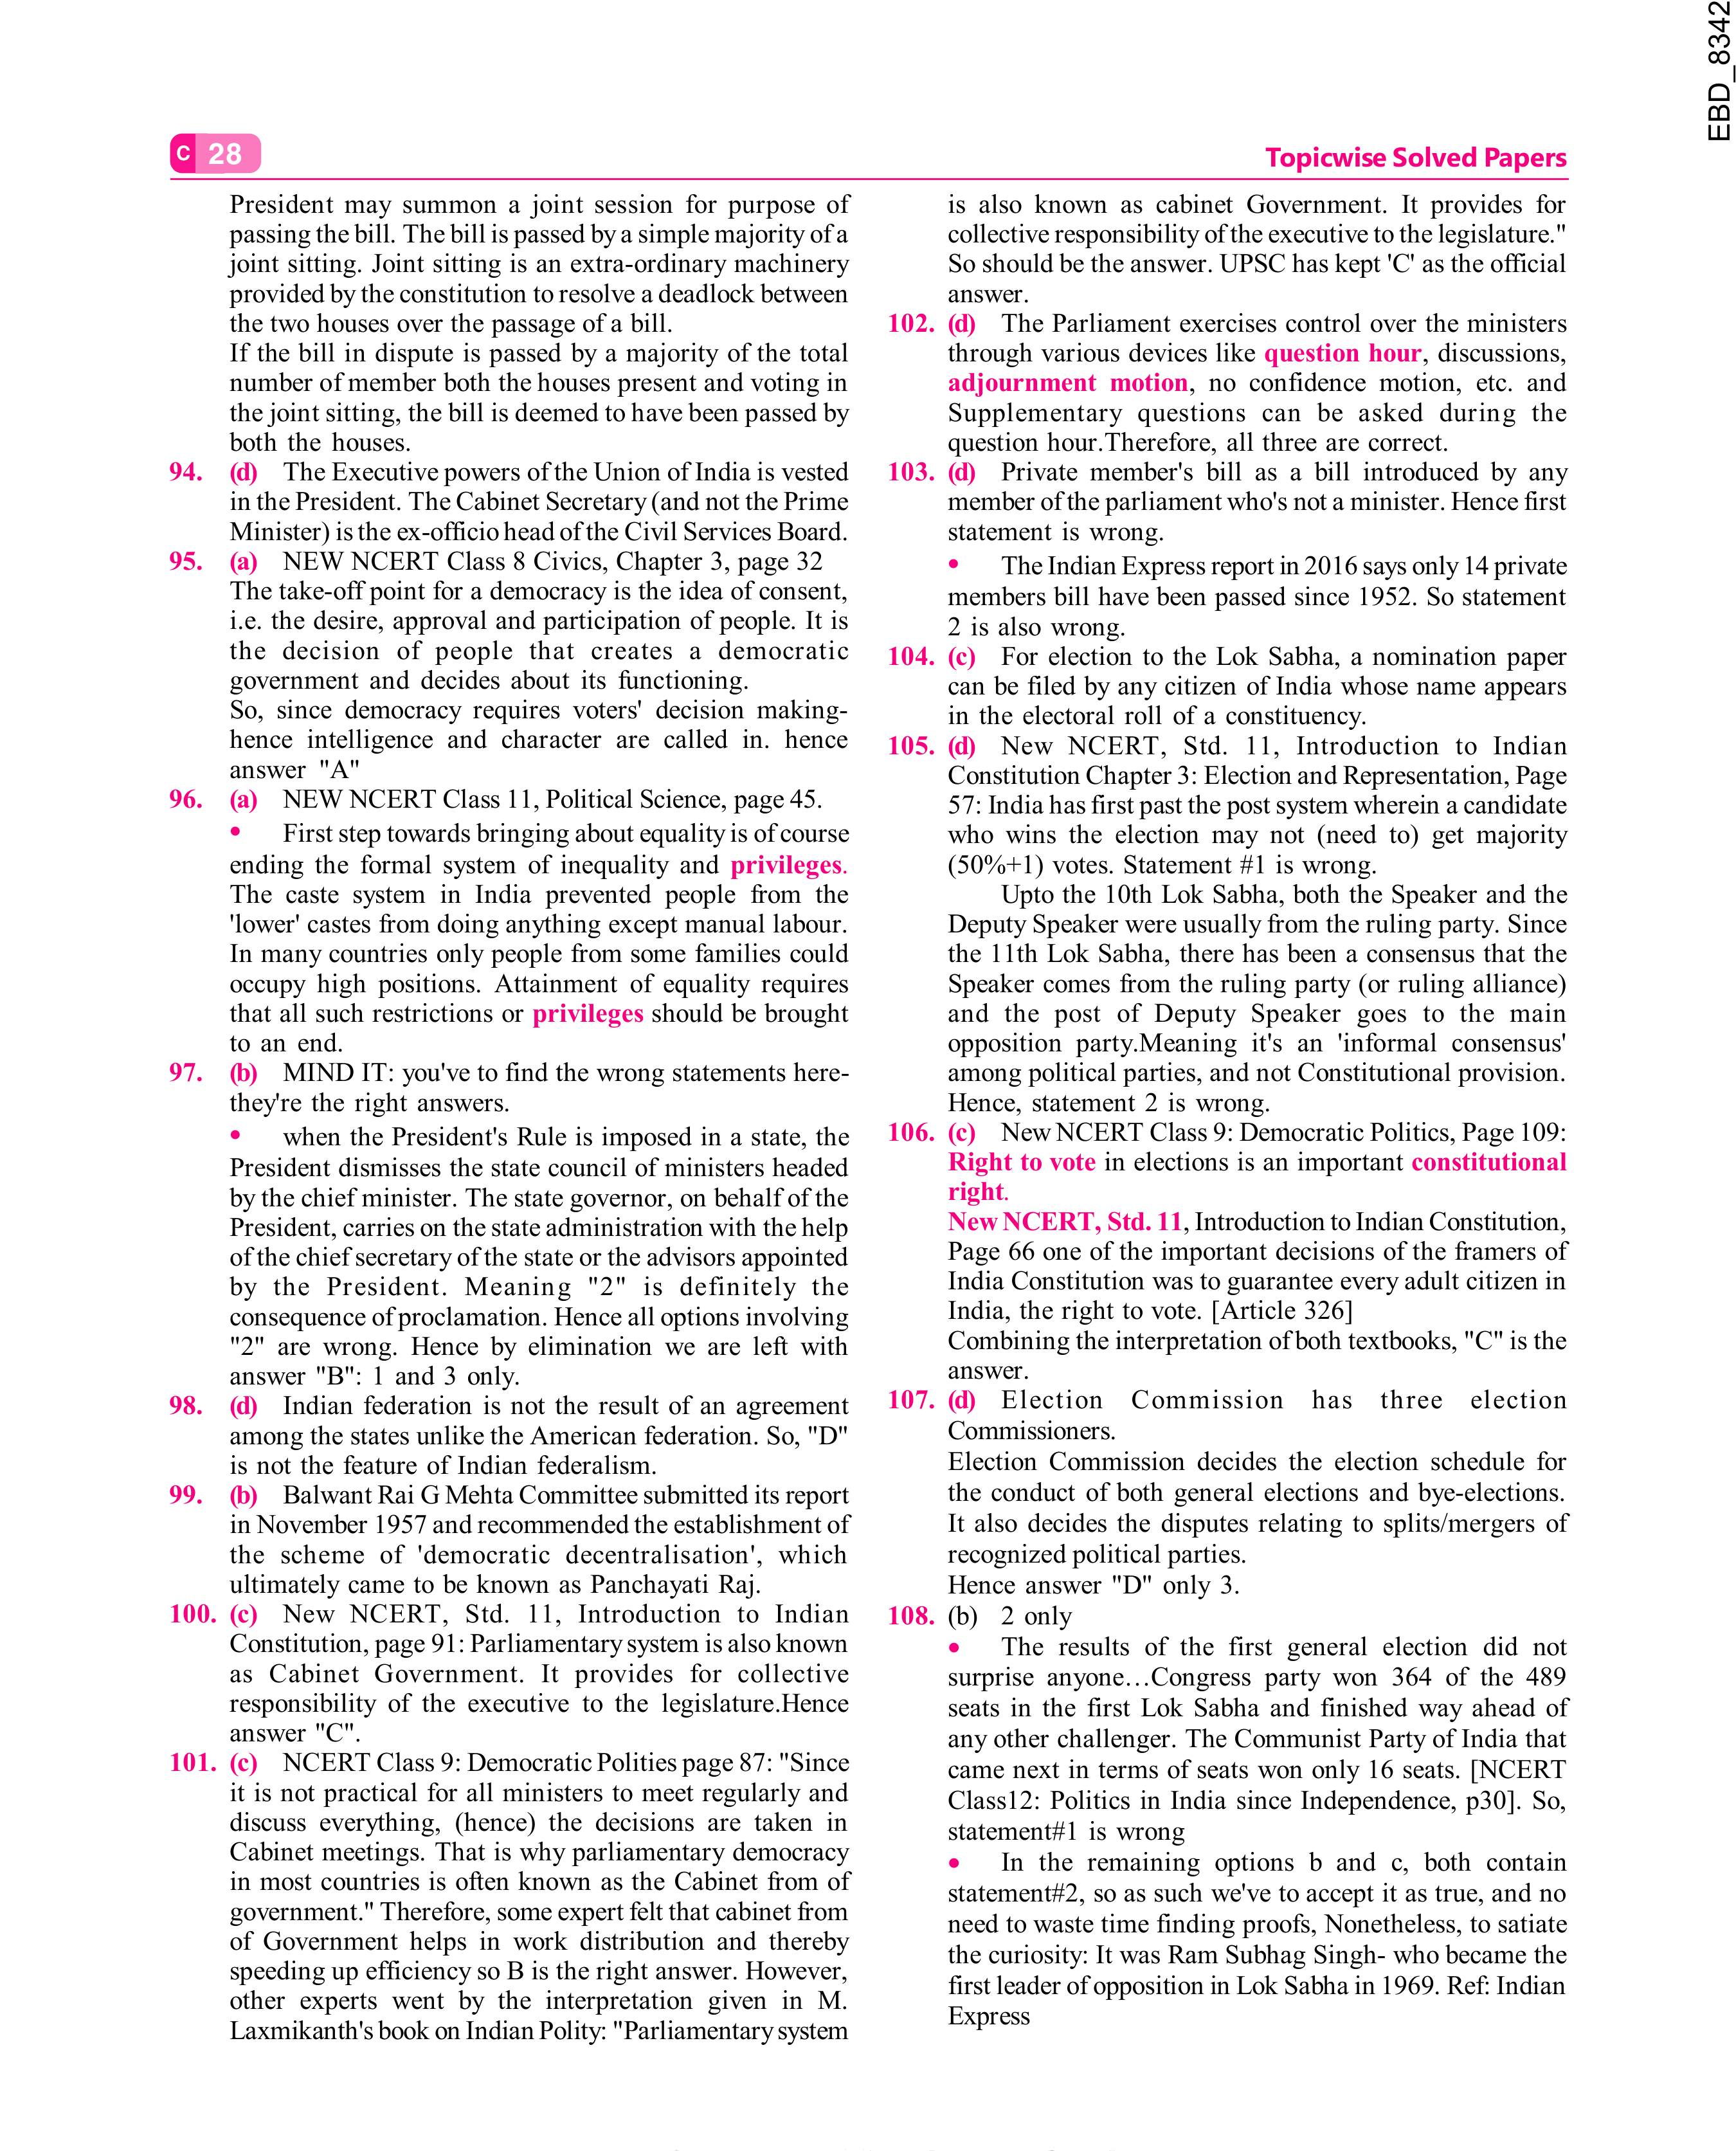 EBD_8342
C 28
Topicwise Solved Papers
President may summon a joint session for purpose of
passing the bill. The bill is passed by a simple majority of a
joint sitting. Joint sitting is an extra-ordinary machinery
provided by the constitution to resolve a deadlock between
the two houses over the passage of a bill.
If the bill in dispute is passed by a majority of the total
number of member both the houses present and voting in
the joint sitting, the bill is deemed to have been passed by
both the houses.
94. (d) The Executive powers of the Union of India is vested
in the President. The Cabinet Secretary (and not the Prime
Minister) is the ex-officio head of the Civil Services Board.
95. (a) NEW NCERT Class 8 Civics, Chapter 3, page 32
The take-off point for a democracy is the idea of consent,
i.e. the desire, approval and participation of people. It is
the decision of people that creates a democratic
government and decides about its functioning.
So, since democracy requires voters' decision making-
hence intelligence and character are called in. hence
answer "A"
96. (a) NEW NCERT Class 11, Political Science, page 45.
• First step towards bringing about equality is of course
ending the formal system of inequality and privileges.
The caste system in India prevented people from the
'lower' castes from doing anything except manual labour.
In many countries only people from some families could
occupy high positions. Attainment of equality requires
that all such restrictions or privileges should be brought
to an end.
97. (b) MIND IT: you've to find the wrong statements here-
they're the right answers.
• when the President's Rule is imposed in a state, the
President dismisses the state council of ministers headed
by the chief minister. The state governor, on behalf of the
President, carries on the state administration with the help
of the chief secretary of the state or the advisors appointed
by the President. Meaning "2" is definitely the
consequence of proclamation. Hence all options involving
"2" are wrong. Hence by elimination we are left with
answer "B": 1 and 3 only.
98. (d) Indian federation is not the result of an agreement
among the states unlike the American federation. So, "D"
is not the feature of Indian federalism.
99. (b) Balwant Rai G Mehta Committee submitted its report
in November 1957 and recommended the establishment of
the scheme of 'democratic decentralisation', which
ultimately came to be known as Panchayati Raj.
100. (c) New NCERT, Std. 11, Introduction to Indian
Constitution, page 91: Parliamentary system is also known
as Cabinet Government. It provides for collective
responsibility of the executive to the legislature.Hence
answer "C".
101. (c) NCERT Class 9: Democratic Polities page 87: "Since
it is not practical for all ministers to meet regularly and
discuss everything, (hence) the decisions are taken in
Cabinet meetings. That is why parliamentary democracy
in most countries is often known as the Cabinet from of
government." Therefore, some expert felt that cabinet from
of Government helps in work distribution and thereby
speeding up efficiency so B is the right answer. However,
other experts went by the interpretation given in M.
Laxmikanth's book on Indian Polity: "Parliamentary system
is also known as cabinet Government. It provides for
collective responsibility of the executive to the legislature."
So should be the answer. UPSC has kept 'C' as the official
answer.
102. (d) The Parliament exercises control over the ministers
through various devices like question hour, discussions,
adjournment motion, no confidence motion, etc. and
Supplementary questions can be asked during the
question hour.Therefore, all three are correct.
103. (d) Private member's bill as a bill introduced by any
member of the parliament who's not a minister. Hence first
statement is wrong.
• The Indian Express report in 2016 says only 14 private
members bill have been passed since 1952. So statement
2 is also wrong.
104. (c) For election to the Lok Sabha, a nomination paper
can be filed by any citizen of India whose name appears
in the electoral roll of a constituency.
105. (d) New NCERT, Std. 11, Introduction to Indian
Constitution Chapter 3: Election and Representation, Page
57: India has first past the post system wherein a candidate
who wins the election may not (need to) get majority
(50%+1) votes. Statement #1 is wrong.
Upto the 10th Lok Sabha, both the Speaker and the
Deputy Speaker were usually from the ruling party. Since
the 11th Lok Sabha, there has been a consensus that the
Speaker comes from the ruling party (or ruling alliance)
and the post of Deputy Speaker goes to the main
opposition party.Meaning it's an 'informal consensus'
among political parties, and not Constitutional provision.
Hence, statement 2 is wrong.
106. (c) New NCERT Class 9: Democratic Politics, Page 109:
Right to vote in elections is an important constitutional
right.
New NCERT, Std. 11, Introduction to Indian Constitution,
Page 66 one of the important decisions of the framers of
India Constitution was to guarantee every adult citizen in
India, the right to vote. [Article 326]
Combining the interpretation of both textbooks, "C" is the
answer.
107. (d) Election Commission has three election
Commissioners.
Election Commission decides the election schedule for
the conduct of both general elections and bye-elections.
It also decides the disputes relating to splits/mergers of
recognized political parties.
Hence answer "D" only 3.
108. (b) 2 only
• The results of the first general election did not
surprise anyone…Congress party won 364 of the 489
seats in the first Lok Sabha and finished way ahead of
any other challenger. The Communist Party of India that
came next in terms of seats won only 16 seats. [NCERT
Class12: Politics in India since Independence, p30]. So,
statement#1 is wrong
• In the remaining options b and c, both contain
statement#2, so as such we've to accept it as true, and no
need to waste time finding proofs, Nonetheless, to satiate
the curiosity: It was Ram Subhag Singh- who became the
first leader of opposition in Lok Sabha in 1969. Ref: Indian
Express